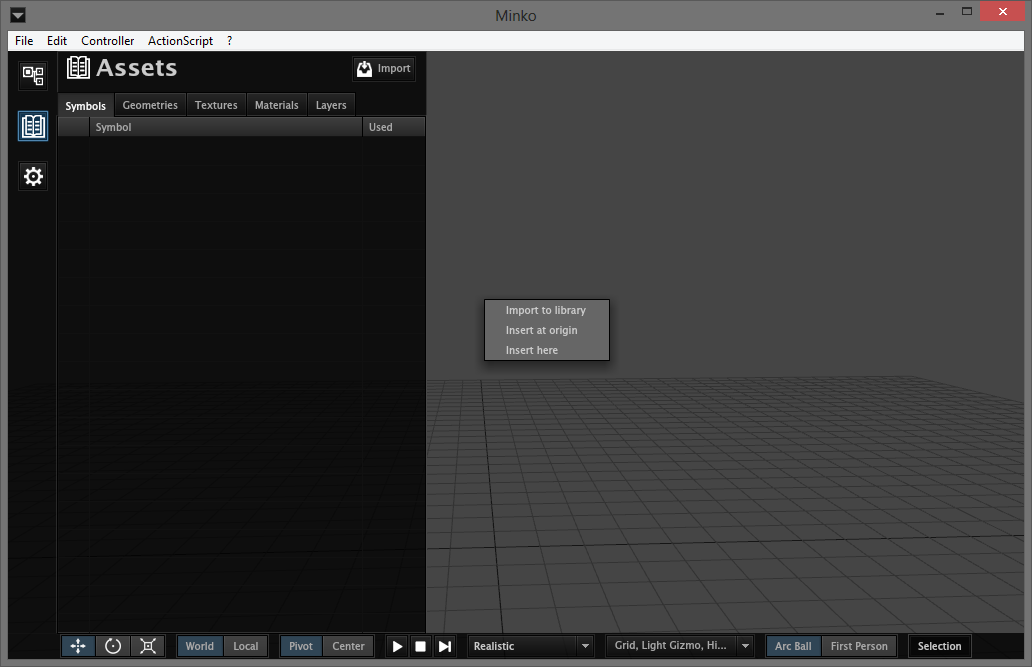 Minko
File Edit Controller ActionScript ?
Assets
Import
Symbols Geometries Textures Materials Layers
Symbol Used
Import to library
Insert at origin
Insert here
World Local Pivot Center Realistic Grid, Light Gizmo, Hi... Arc Ball First Person Selection